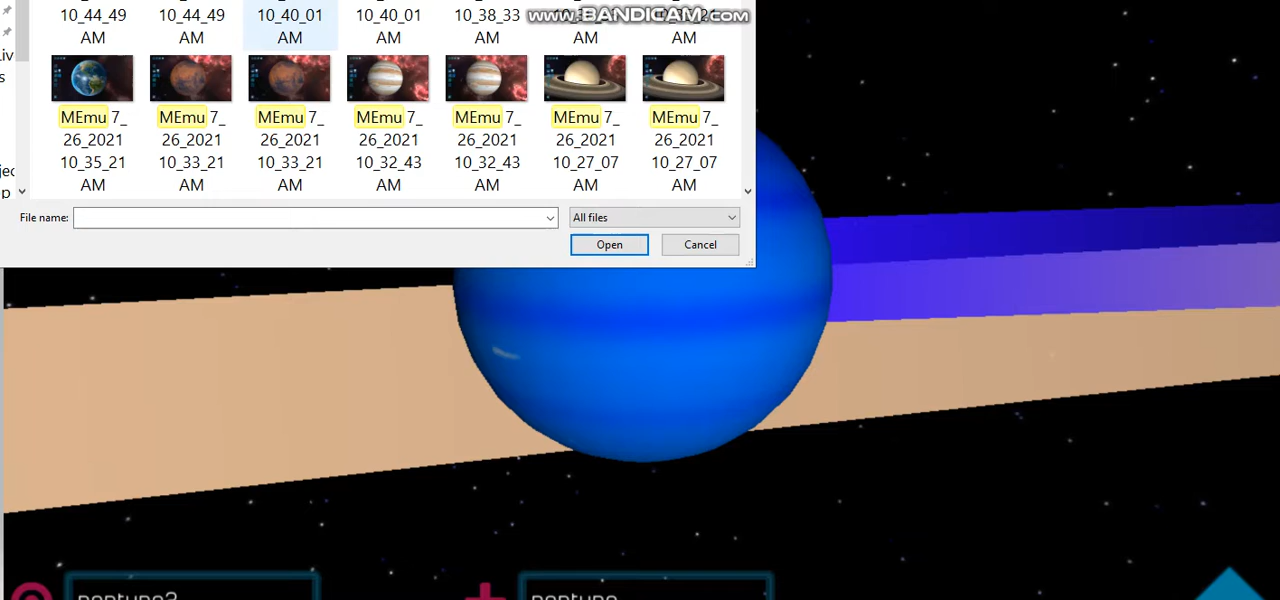 www.BANDICAM.com
10_44_49 10_44_49 10_40_01 10_40_01 10_38_33
AM AM AM AM AM AM AM
MEmu 7_ MEmu 7_ MEmu 7_ MEmu 7_ MEmu 7_ MEmu 7_ MEmu 7_
26_2021 26_2021 26_2021 26_2021 26_2021 26_2021 26_2021
10_35_21 10_33_21 10_33_21 10_32_43 10_32_43 10_27_07 10_27_07
AM AM AM AM AM AM AM
File name: All files
Open Cancel